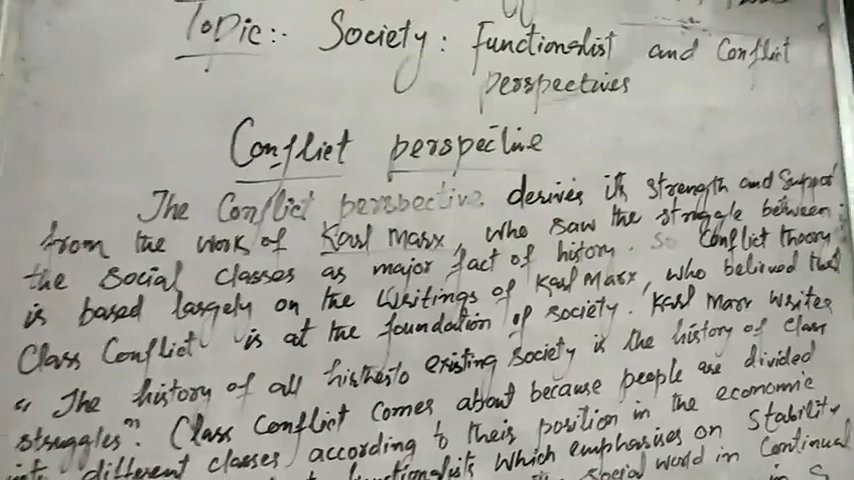 Topic:- Society: Functionalist and Conflict
perspectives
Conflict perspective
The Conflict perspective derives its strength and Support
from the work of Karl Marx, who saw the struggle between
the social classes as major fact of history. So Conflict theory
is based largely on the writings of Karl Marx, who believed that
Class Conflict is at the foundation of society. Karl Marx writes
"The history of all hitherto existing society is the history of class
struggles". Class Conflict comes about because people are divided
into different classes according to their position in the economic
functionalists which emphasises on stability
the social world in Continual
in